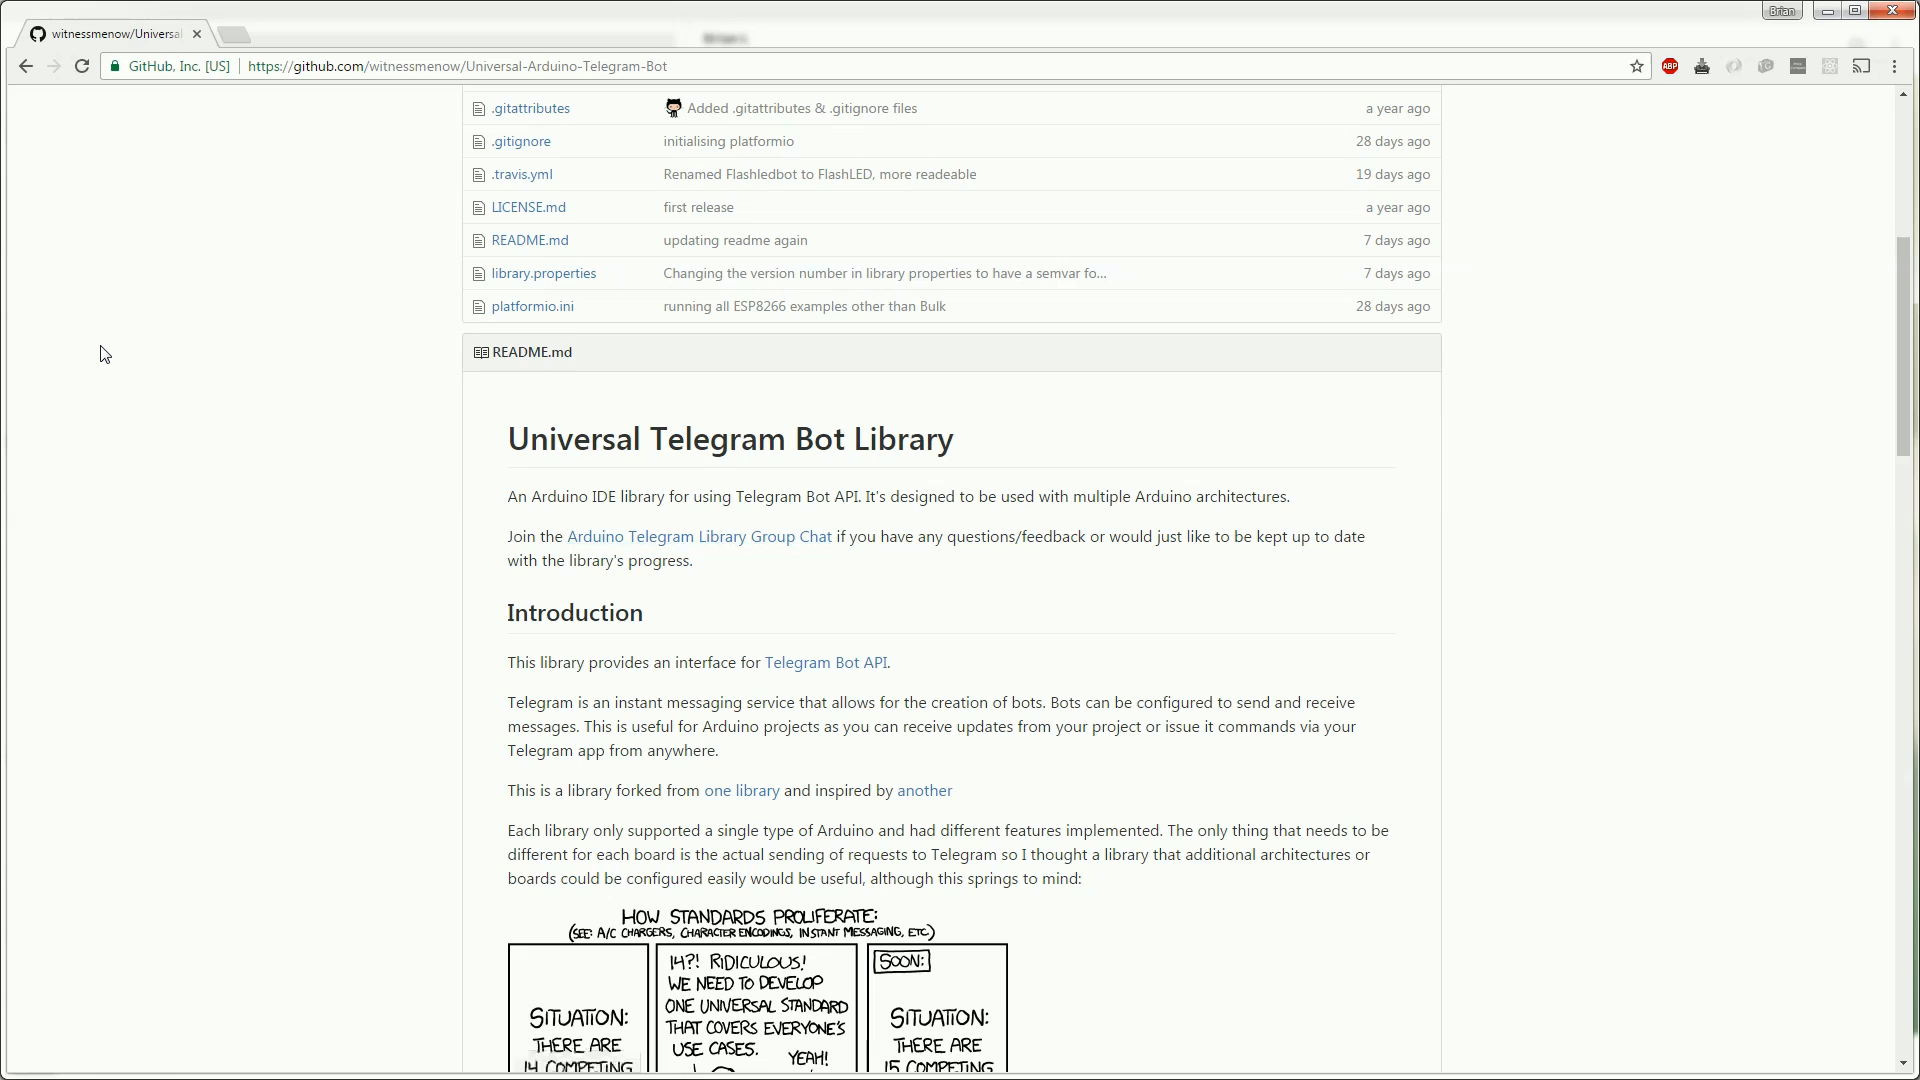 Brian
witnessmenow/Universa
GitHub, Inc. [US] https://github.com/witnessmenow/Universal-Arduino-Telegram-Bot
ABP
.gitattributes Added .gitattributes & .gitignore files a year ago
.gitignore initialising platformio 28 days ago
.travis.yml Renamed Flashledbot to FlashLED, more readeable 19 days ago
LICENSE.md first release a year ago
README.md updating readme again 7 days ago
library.properties Changing the version number in library properties to have a semvar fo... 7 days ago
platformio.ini running all ESP8266 examples other than Bulk 28 days ago
README.md
Universal Telegram Bot Library
An Arduino IDE library for using Telegram Bot API. It's designed to be used with multiple Arduino architectures.
Join the Arduino Telegram Library Group Chat if you have any questions/feedback or would just like to be kept up to date
with the library's progress.
Introduction
This library provides an interface for Telegram Bot API.
Telegram is an instant messaging service that allows for the creation of bots. Bots can be configured to send and receive
messages. This is useful for Arduino projects as you can receive updates from your project or issue it commands via your
Telegram app from anywhere.
This is a library forked from one library and inspired by another
Each library only supported a single type of Arduino and had different features implemented. The only thing that needs to be
different for each board is the actual sending of requests to Telegram so I thought a library that additional architectures or
boards could be configured easily would be useful, although this springs to mind:
HOW STANDARDS PROLIFERATE:
(SEE: A/C CHARGERS, CHARACTER ENCODINGS, INSTANT MESSAGING, ETC.)
SITUATION:
THERE ARE
14 COMPETING
14?! RIDICULOUS!
WE NEED TO DEVELOP
ONE UNIVERSAL STANDARD
THAT COVERS EVERYONE'S
USE CASES.
YEAH!
SOON:
SITUATION:
THERE ARE
15 COMPETING